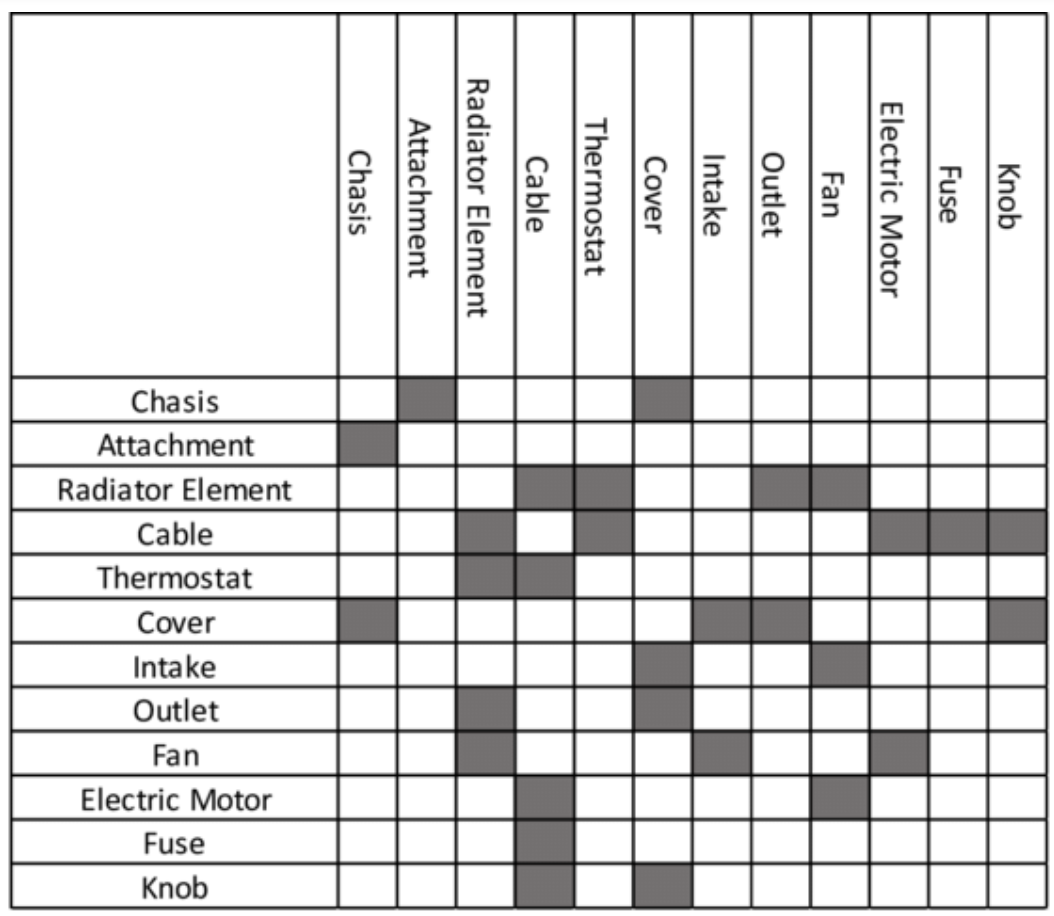 Chasis
Attachment
Radiator Element
Cable
Thermostat
Cover
Intake
Outlet
Fan
Electric Motor
Fuse
Knob
Chasis
Attachment
Radiator Element
Cable
Thermostat
Cover
Intake
Outlet
Fan
Electric Motor
Fuse
Knob